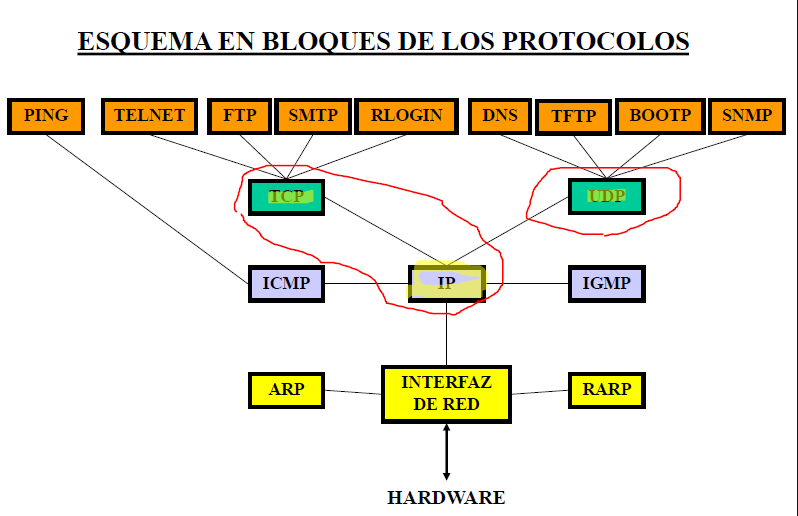 ESQUEMA EN BLOQUES DE LOS PROTOCOLOS
PING TELNET FTP SMTP RLOGIN DNS TFTP BOOTP SNMP
TCP UDP
ICMP IP IGMP
ARP INTERFAZ RARP
DE RED
HARDWARE